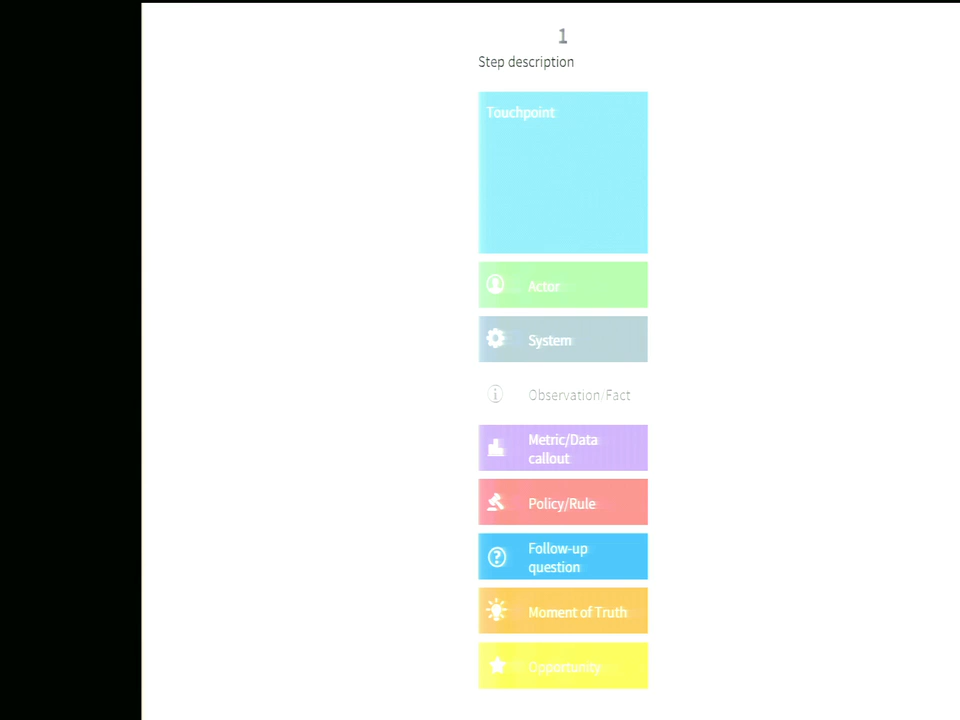 1
Step description
Touchpoint
Actor
System
Observation/Fact
Metric/Data
callout
Policy/Rule
Follow-up
question
Moment of Truth
Opportunity